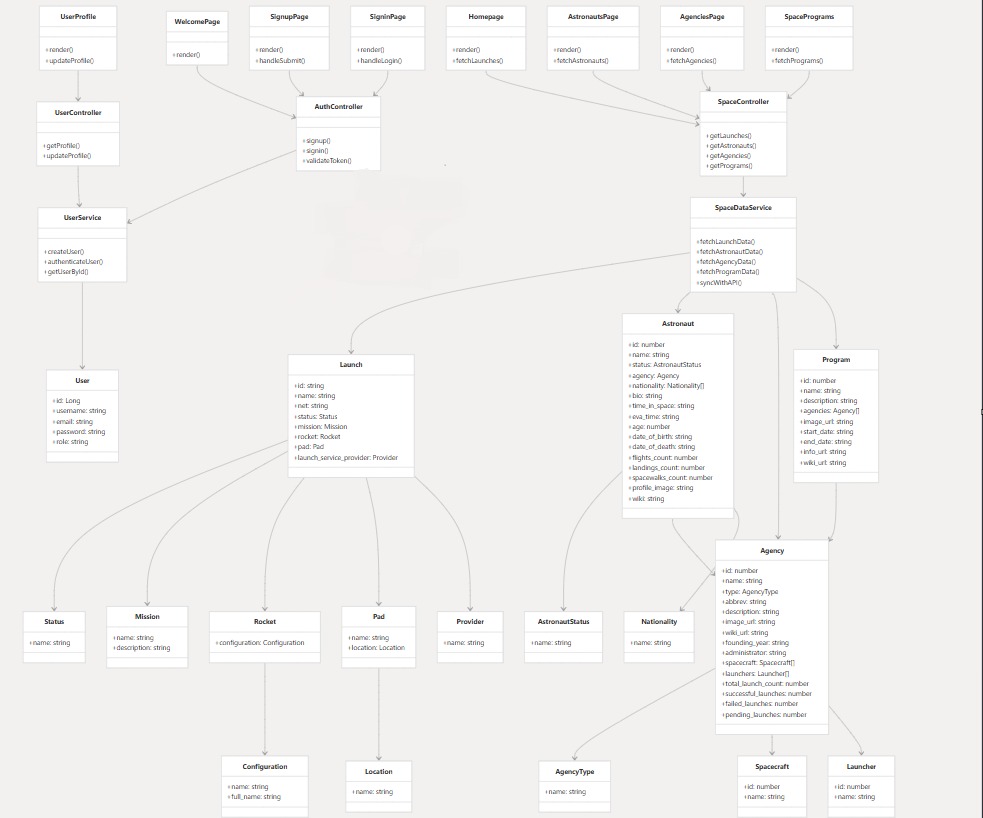 UserProfile
+render()
+updateProfile()
WelcomePage
+render()
SignupPage
+render()
+handleSubmit()
SigninPage
+render()
+handleLogin()
Homepage
+render()
+fetchLaunches()
AstronautsPage
+render()
+fetchAstronauts()
AgenciesPage
+render()
+fetchAgencies()
SpacePrograms
+render()
+fetchPrograms()
UserController
+getProfile()
+updateProfile()
AuthController
+signup()
+signin()
+validateToken()
SpaceController
+getLaunches()
+getAstronauts()
+getAgencies()
+getPrograms()
UserService
+createUser()
+authenticateUser()
+getUserById()
SpaceDataService
+fetchLaunchData()
+fetchAstronautData()
+fetchAgencyData()
+fetchProgramData()
+syncWithAPI()
User
+id: Long
+username: string
+email: string
+password: string
+role: string
Launch
+id: string
+name: string
+net: string
+status: Status
+mission: Mission
+rocket: Rocket
+pad: Pad
+launch_service_provider: Provider
Astronaut
+id: number
+name: string
+status: AstronautStatus
+agency: Agency
+nationality: Nationality[]
+bio: string
+time_in_space: string
+eva_time: string
+age: number
+date_of_birth: string
+date_of_death: string
+flights_count: number
+landings_count: number
+spacewalks_count: number
+profile_image: string
+wiki: string
Program
+id: number
+name: string
+description: string
+agencies: Agency[]
+image_url: string
+start_date: string
+end_date: string
+info_url: string
+wiki_url: string
Status
+name: string
Mission
+name: string
+description: string
Rocket
+configuration: Configuration
Pad
+name: string
+location: Location
Provider
+name: string
AstronautStatus
+name: string
Nationality
+name: string
Agency
+id: number
+name: string
+type: AgencyType
+abbrev: string
+description: string
+image_url: string
+wiki_url: string
+founding_year: string
+administrator: string
+spacecraft: Spacecraft[]
+launchers: Launcher[]
+total_launch_count: number
+successful_launches: number
+failed_launches: number
+pending_launches: number
Configuration
+name: string
+full_name: string
Location
+name: string
AgencyType
+name: string
Spacecraft
+id: number
+name: string
Launcher
+id: number
+name: string